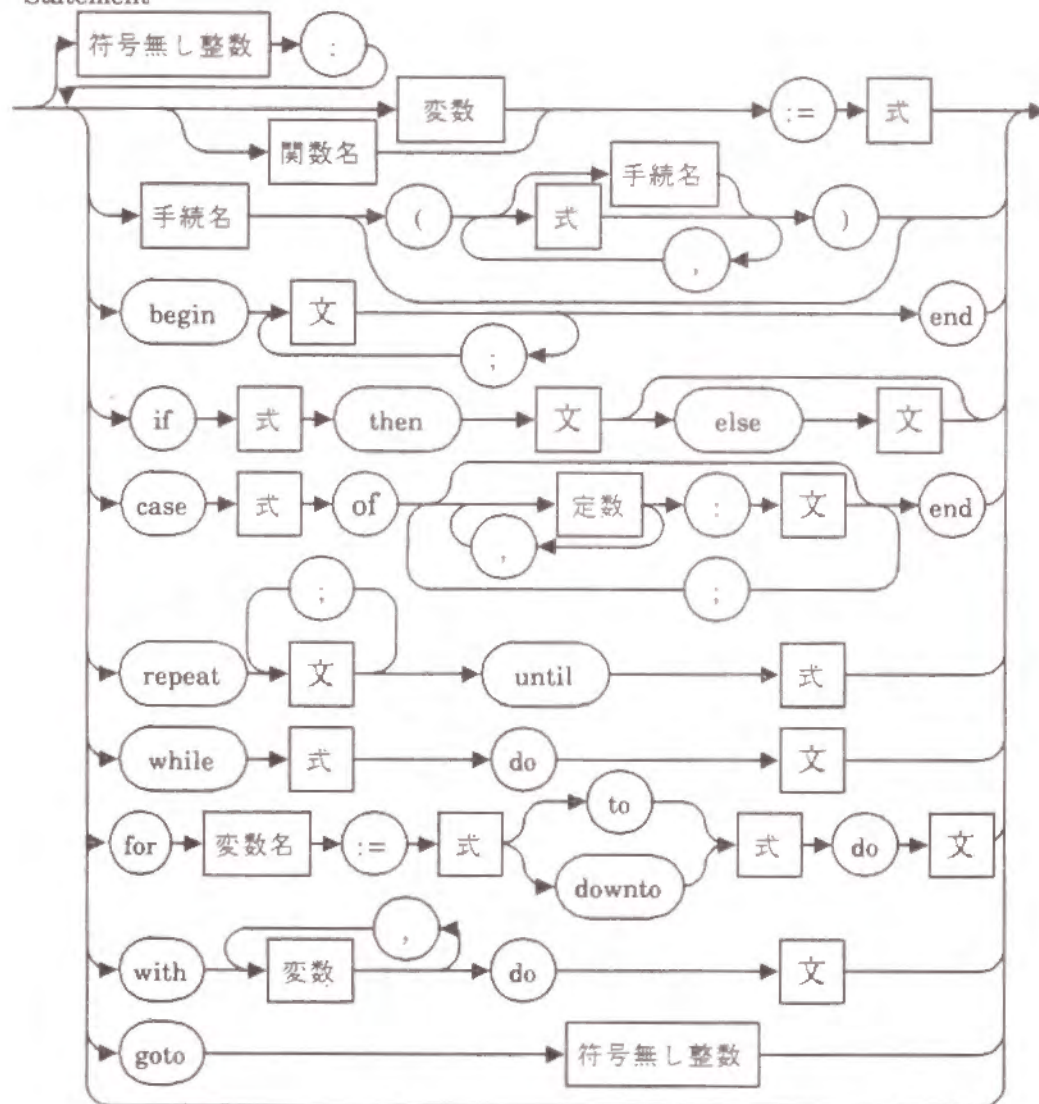 Statement
符号無し整数 :
変数 := 式
関数名
手続名
手続名 ( 式 )
,
begin 文 end
;
if 式 then 文 else 文
case 式 of 定数 : 文 end
,
;
;
repeat 文 until 式
while 式 do 文
to
for 変数名 := 式 式 do 文
downto
,
with 変数 do 文
goto 符号無し整数